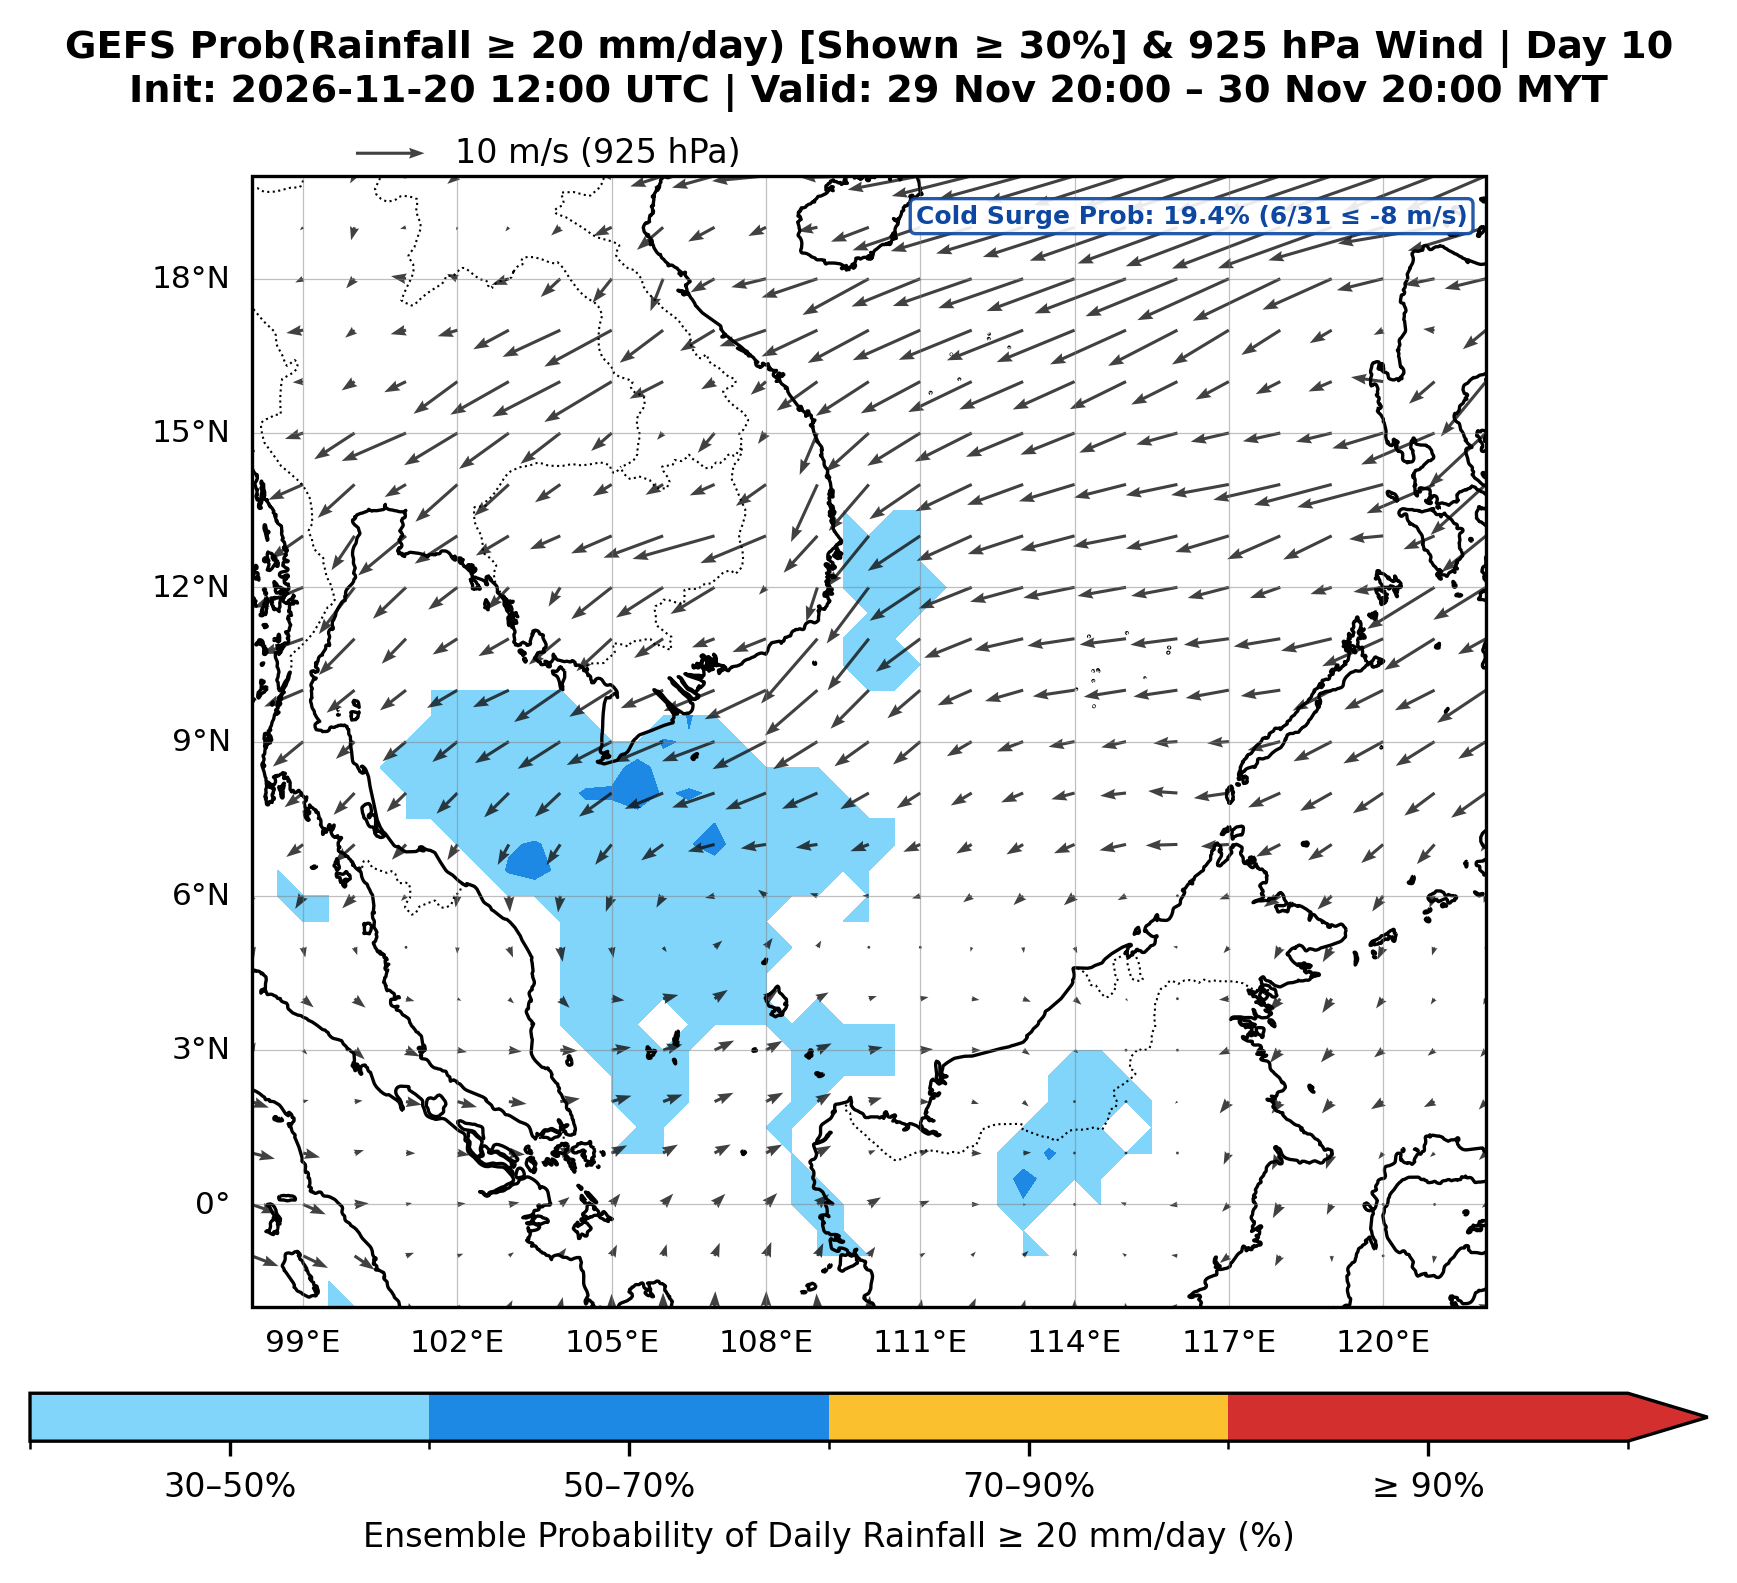 GEFS Prob(Rainfall ≥ 20 mm/day) [Shown ≥ 30%] & 925 hPa Wind | Day 10
Init: 2026-11-20 12:00 UTC | Valid: 29 Nov 20:00 – 30 Nov 20:00 MYT
10 m/s (925 hPa)
Cold Surge Prob: 19.4% (6/31 ≤ -8 m/s)
18°N
15°N
12°N
9°N
6°N
3°N
0°
99°E 102°E 105°E 108°E 111°E 114°E 117°E 120°E
30–50% 50–70% 70–90% ≥ 90%
Ensemble Probability of Daily Rainfall ≥ 20 mm/day (%)